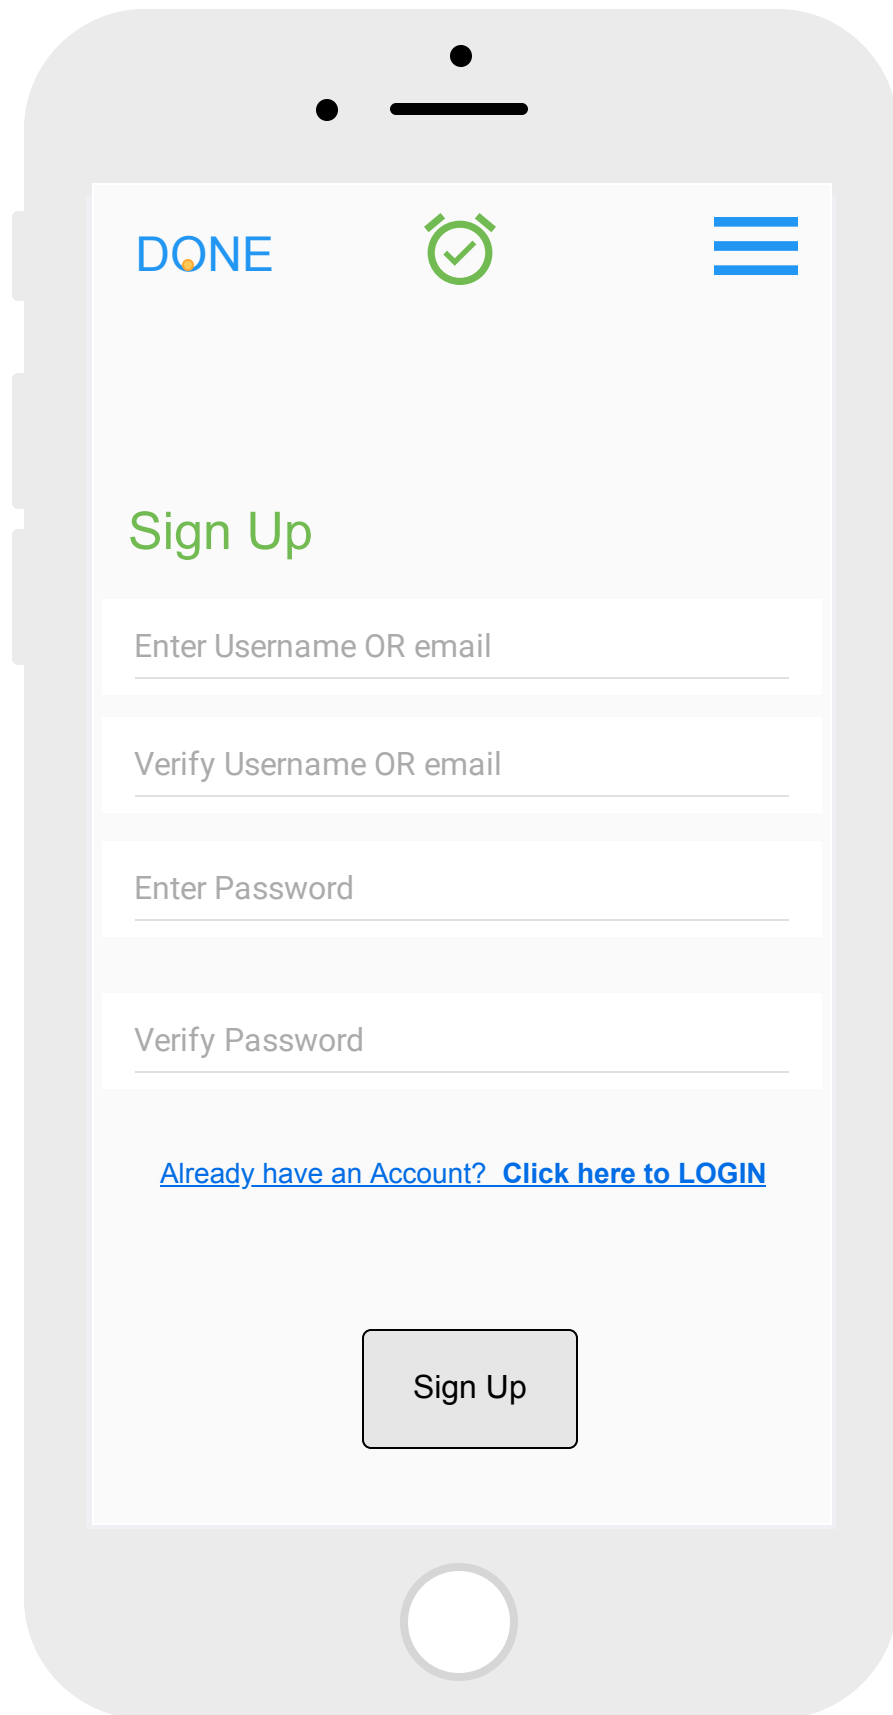 DONE
Sign Up
Enter Username OR email
Verify Username OR email
Enter Password
Verify Password
Already have an Account?  Click here to LOGIN
Sign Up